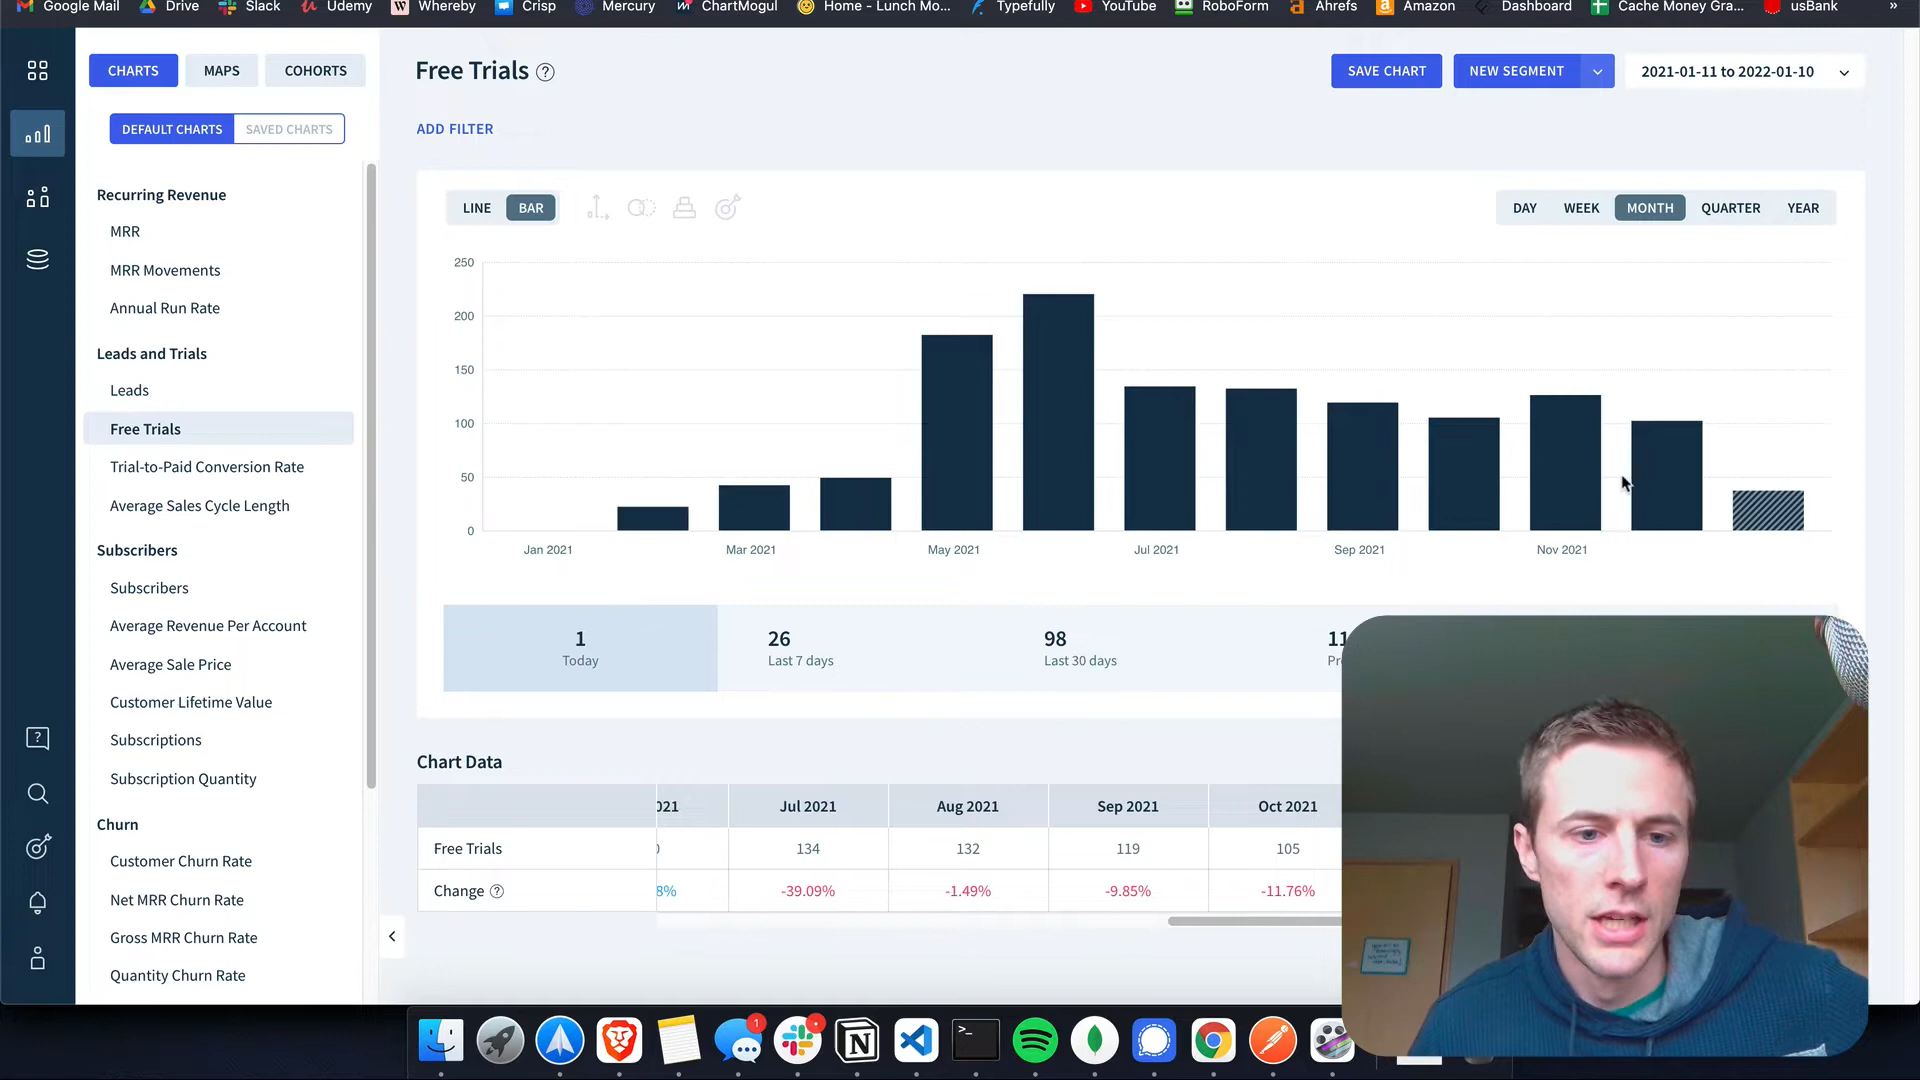 Google Mail Drive Slack Udemy Whereby Crisp Mercury ChartMogul Home - Lunch Mo... Typefully YouTube RoboForm Ahrefs Amazon Dashboard Cache Money Gra... usBank »
CHARTS MAPS COHORTS
DEFAULT CHARTS SAVED CHARTS
Recurring Revenue
MRR
MRR Movements
Annual Run Rate
Leads and Trials
Leads
Free Trials
Trial-to-Paid Conversion Rate
Average Sales Cycle Length
Subscribers
Subscribers
Average Revenue Per Account
Average Sale Price
Customer Lifetime Value
Subscriptions
Subscription Quantity
Churn
Customer Churn Rate
Net MRR Churn Rate
Gross MRR Churn Rate
Quantity Churn Rate
Free Trials ?
SAVE CHART NEW SEGMENT 2021-01-11 to 2022-01-10
ADD FILTER
LINE BAR
DAY WEEK MONTH QUARTER YEAR
250
200
150
100
50
0
Jan 2021 Mar 2021 May 2021 Jul 2021 Sep 2021 Nov 2021
1 26 98 11
Today Last 7 days Last 30 days Pr
Chart Data
021 Jul 2021 Aug 2021 Sep 2021 Oct 2021
Free Trials 134 132 119 105
Change ? 8% -39.09% -1.49% -9.85% -11.76%
1
N